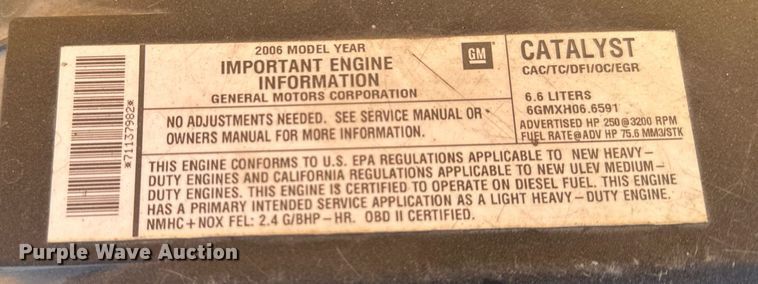 *71137982*
2006 MODEL YEAR
IMPORTANT ENGINE
INFORMATION
GENERAL MOTORS CORPORATION
GM
NO ADJUSTMENTS NEEDED. SEE SERVICE MANUAL OR
OWNERS MANUAL FOR MORE INFORMATION.
CATALYST
CAC/TC/DFI/OC/EGR
6.6 LITERS
6GMXH06.6591
ADVERTISED HP 250@3200 RPM
FUEL RATE@ADV HP 75.6 MM3/STK
THIS ENGINE CONFORMS TO U.S. EPA REGULATIONS APPLICABLE TO NEW HEAVY-
DUTY ENGINES AND CALIFORNIA REGULATIONS APPLICABLE TO NEW ULEV MEDIUM-
DUTY ENGINES. THIS ENGINE IS CERTIFIED TO OPERATE ON DIESEL FUEL. THIS ENGINE
HAS A PRIMARY INTENDED SERVICE APPLICATION AS A LIGHT HEAVY-DUTY ENGINE.
NMHC+NOX FEL: 2.4 G/BHP-HR. OBD II CERTIFIED.
Purple Wave Auction